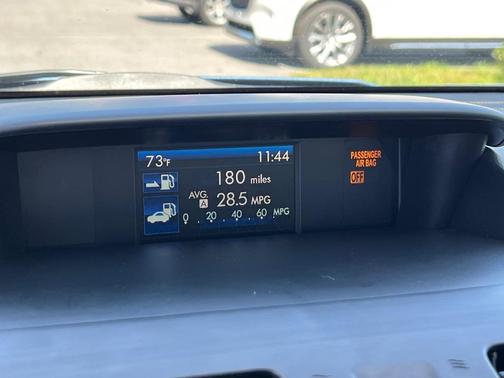 73°F 11:44
180 miles
AVG.
A 28.5 MPG
0 20 40 60 MPG
PASSENGER
AIR BAG
OFF